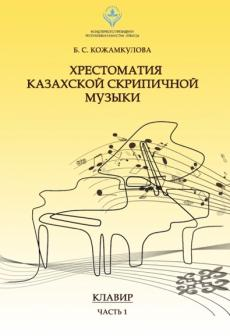 Б. С. КОЖАМКУЛОВА
ХРЕСТОМАТИЯ
КАЗАХСКОЙ СКРИПИЧНОЙ
МУЗЫКИ
КЛАВИР
ЧАСТЬ 1